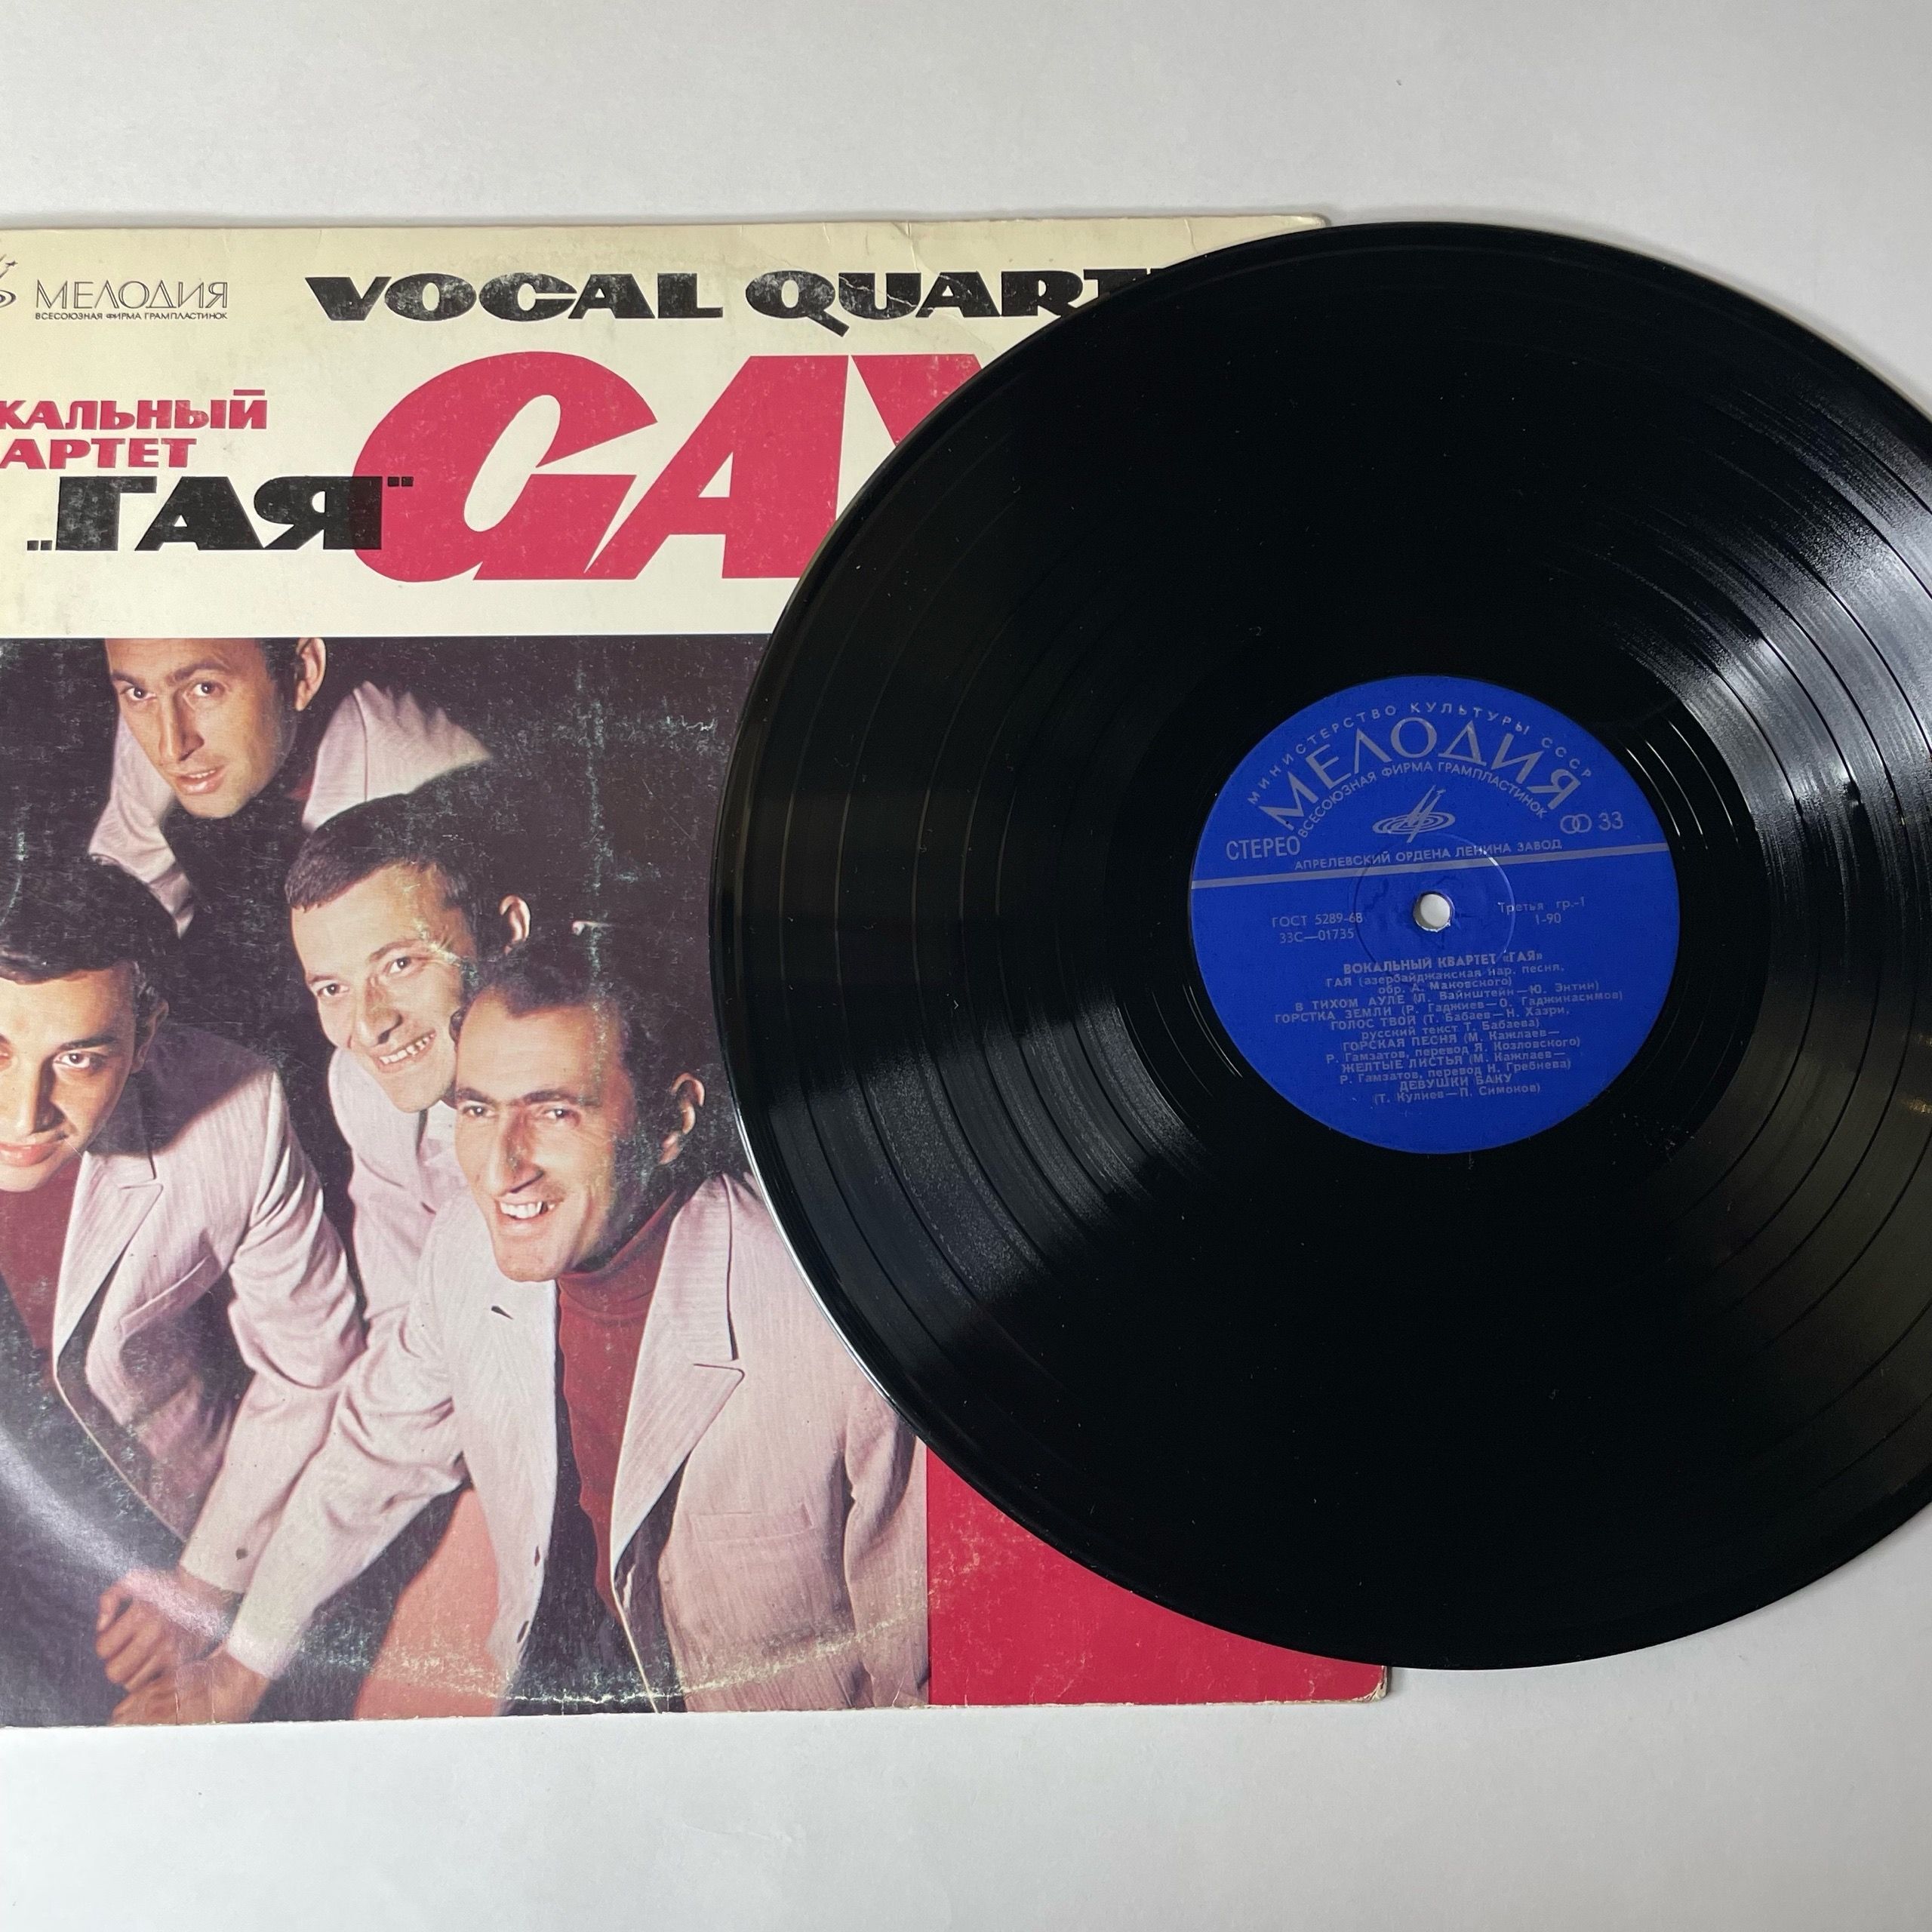 МЕЛОДИЯ
ВСЕСОЮЗНАЯ ФИРМА ГРАМПЛАСТИНОК
VOCAL QUART
КАЛЬНЫЙ
АРТЕТ
„ГАЯ"
GAY
МИНИСТЕРСТВО КУЛЬТУРЫ СССР
МЕЛОДИЯ
ВСЕСОЮЗНАЯ ФИРМА ГРАМПЛАСТИНОК
СТЕРЕО
33
АПРЕЛЕВСКИЙ ОРДЕНА ЛЕНИНА ЗАВОД
ГОСТ 5289-68
Третья гр.-1
33С—01735
1-90
ВОКАЛЬНЫЙ КВАРТЕТ «ГАЯ»
ГАЯ (азербайджанская нар. песня,
обр. А. Маковского)
В ТИХОМ АУЛЕ (Л. Вайнштейн—Ю. Энтин)
ГОРСТКА ЗЕМЛИ (Р. Гаджиев—О. Гаджикасимов)
ГОЛОС ТВОЙ (Т. Бабаев—Н. Хазри,
русский текст Т. Бабаева)
ГОРСКАЯ ПЕСНЯ (М. Кажлаев—
Р. Гамзатов, перевод Я. Козловского)
ЖЕЛТЫЕ ЛИСТЬЯ (М. Кажлаев—
Р. Гамзатов, перевод Н. Гребнева)
ДЕВУШКИ БАКУ
(Т. Кулиев—П. Симонов)